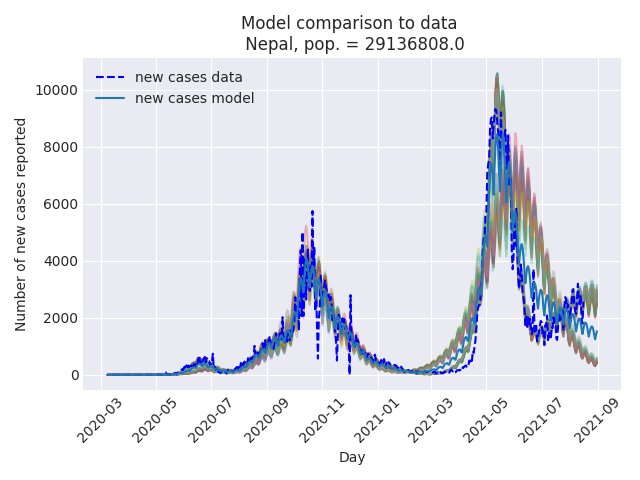 Model comparison to data
Nepal, pop. = 29136808.0
new cases data
new cases model
Number of new cases reported
10000
8000
6000
4000
2000
0
2020-03
2020-05
2020-07
2020-09
2020-11
2021-01
2021-03
2021-05
2021-07
2021-09
Day